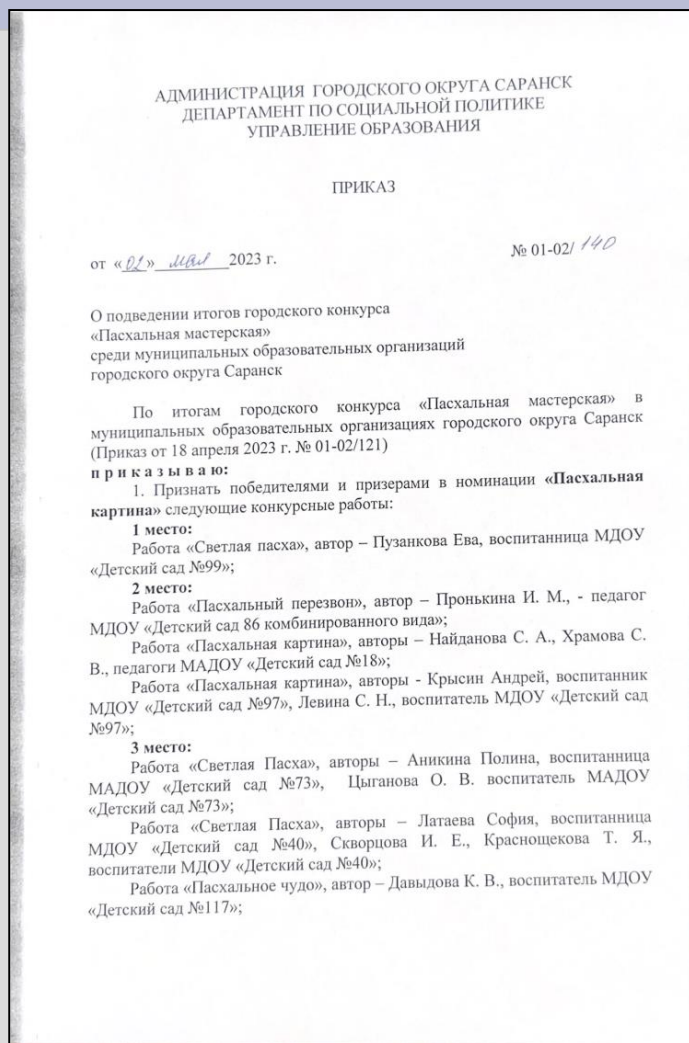 АДМИНИСТРАЦИЯ ГОРОДСКОГО ОКРУГА САРАНСК
ДЕПАРТАМЕНТ ПО СОЦИАЛЬНОЙ ПОЛИТИКЕ
УПРАВЛЕНИЕ ОБРАЗОВАНИЯ
ПРИКАЗ
от «02» мая 2023 г. № 01-02/ 140
О подведении итогов городского конкурса
«Пасхальная мастерская»
среди муниципальных образовательных организаций
городского округа Саранск
По итогам городского конкурса «Пасхальная мастерская» в
муниципальных образовательных организациях городского округа Саранск
(Приказ от 18 апреля 2023 г. № 01-02/121)
п р и к а з ы в а ю:
1. Признать победителями и призерами в номинации «Пасхальная
картина» следующие конкурсные работы:
1 место:
Работа «Светлая пасха», автор – Пузанкова Ева, воспитанница МДОУ
«Детский сад №99»;
2 место:
Работа «Пасхальный перезвон», автор – Пронькина И. М., - педагог
МДОУ «Детский сад 86 комбинированного вида»;
Работа «Пасхальная картина», авторы – Найданова С. А., Храмова С.
В., педагоги МАДОУ «Детский сад №18»;
Работа «Пасхальная картина», авторы - Крысин Андрей, воспитанник
МДОУ «Детский сад №97», Левина С. Н., воспитатель МДОУ «Детский сад
№97»;
3 место:
Работа «Светлая Пасха», авторы – Аникина Полина, воспитанница
МАДОУ «Детский сад №73», Цыганова О. В. воспитатель МАДОУ
«Детский сад №73»;
Работа «Светлая Пасха», авторы – Латаева София, воспитанница
МДОУ «Детский сад №40», Скворцова И. Е., Краснощекова Т. Я.,
воспитатели МДОУ «Детский сад №40»;
Работа «Пасхальное чудо», автор – Давыдова К. В., воспитатель МДОУ
«Детский сад №117»;